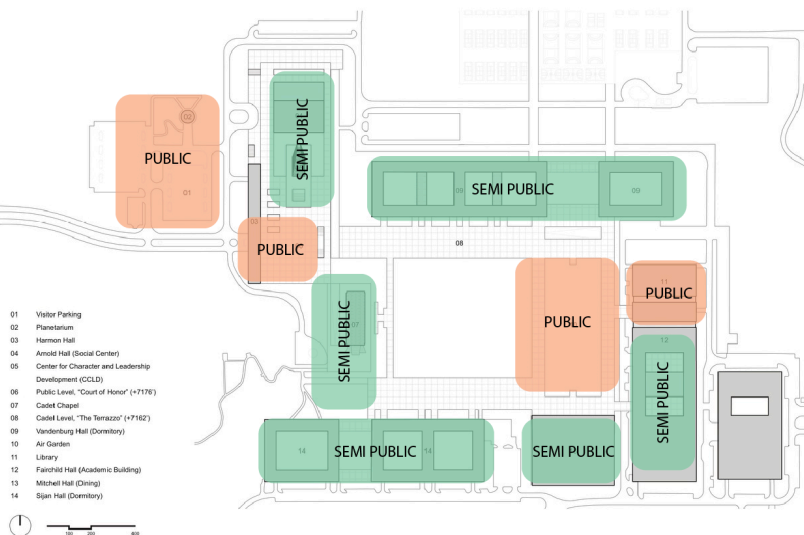 02
PUBLIC
01
SEMI PUBLIC
SEMI PUBLIC
09
09
03
PUBLIC
08
SEMI PUBLIC
07
PUBLIC
11
PUBLIC
12
SEMI PUBLIC
14
SEMI PUBLIC
14
SEMI PUBLIC
01 Visitor Parking
02 Planetarium
03 Harmon Hall
04 Arnold Hall (Social Center)
05 Center for Character and Leadership
Development (CCLD)
06 Public Level, "Court of Honor" (+7176')
07 Cadet Chapel
08 Cadet Level, "The Terrazzo" (+7162')
09 Vandenburg Hall (Dormitory)
10 Air Garden
11 Library
12 Fairchild Hall (Academic Building)
13 Mitchell Hall (Dining)
14 Sijan Hall (Dormitory)
100 200 600